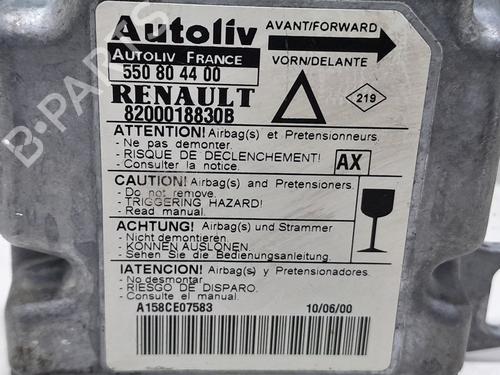 Autoliv
AUTOLIV FRANCE
550 80 44 00
RENAULT
8200018830B
AVANT/FORWARD
VORN/DELANTE
219
ATTENTION! Airbag(s) et Pretensionneurs.
- Ne pas demonter.
- RISQUE DE DECLENCHEMENT!
- Consulter la notice.
AX
CAUTION! Airbag(s) and Pretensioners.
- Do not remove.
- TRIGGERING HAZARD!
- Read manual.
ACHTUNG! Airbag(s) und Strammer
- Nicht demontieren.
- KONNEN AUSLONEN.
- Sehen Sie die Bedienungsanleitung.
IATENCION! Airbag(s) y Pretensionadores.
- No desmontar
- RIESGO DE DISPARO.
- Consulte el manual.
A158CE07583
10/06/00
B-PARTS